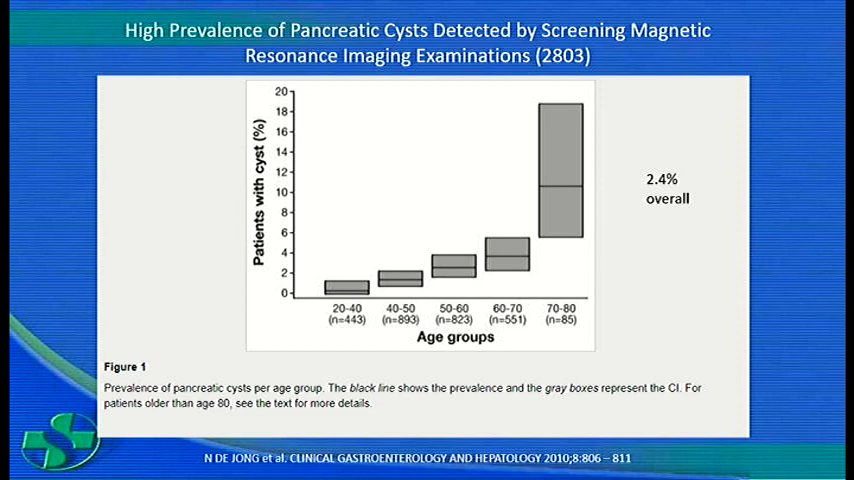 High Prevalence of Pancreatic Cysts Detected by Screening Magnetic
Resonance Imaging Examinations (2803)
Patients with cyst (%)
20
18
16
14
12
10
8
6
4
2
0
20-40 40-50 50-60 60-70 70-80
(n=443) (n=893) (n=823) (n=551) (n=85)
Age groups
2.4%
overall
Figure 1
Prevalence of pancreatic cysts per age group. The black line shows the prevalence and the gray boxes represent the CI. For
patients older than age 80, see the text for more details.
N DE JONG et al. CLINICAL GASTROENTEROLOGY AND HEPATOLOGY 2010;8:806 – 811